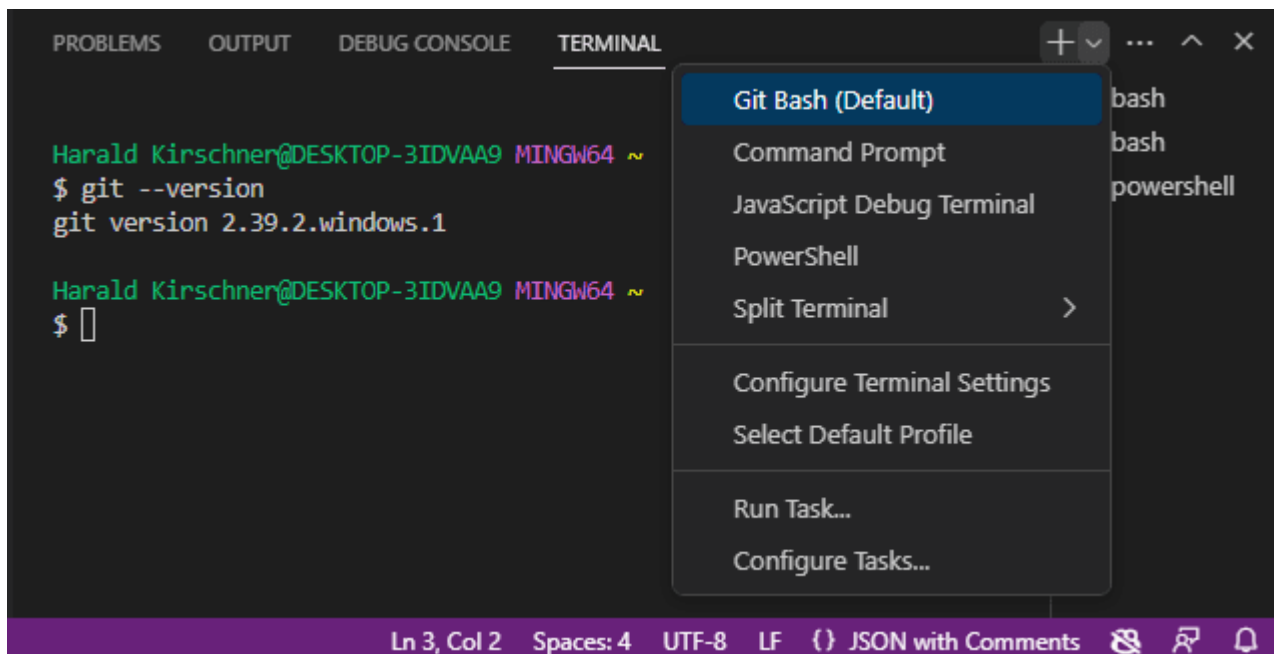 PROBLEMS OUTPUT DEBUG CONSOLE TERMINAL
Harald Kirschner@DESKTOP-3IDVAA9 MINGW64 ~
$ git --version
git version 2.39.2.windows.1
Harald Kirschner@DESKTOP-3IDVAA9 MINGW64 ~
$
Git Bash (Default)
Command Prompt
JavaScript Debug Terminal
PowerShell
Split Terminal
Configure Terminal Settings
Select Default Profile
Run Task...
Configure Tasks...
bash
bash
powershell
Ln 3, Col 2 Spaces: 4 UTF-8 LF {} JSON with Comments